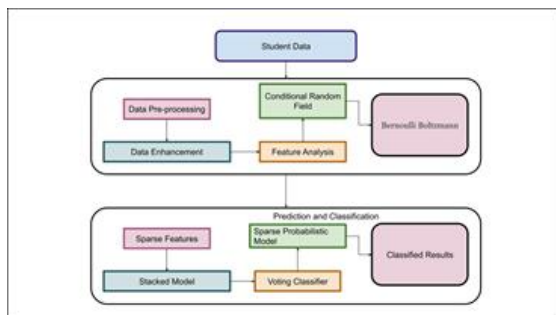 Student Data
Conditional Random
Field
Data Pre-processing
Bernoulli Boltzmann
Data Enhancement
Feature Analysis
Prediction and Classification
Sparse Features
Sparse Probabilistic
Model
Classified Results
Stacked Model
Voting Classifier